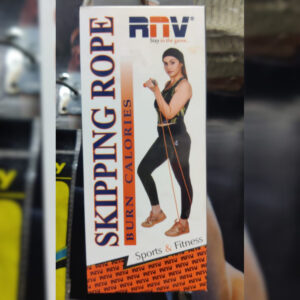 RNV®
Stay in the game...
SKIPPING ROPE
BURN CALORIES
Sports & Fitness